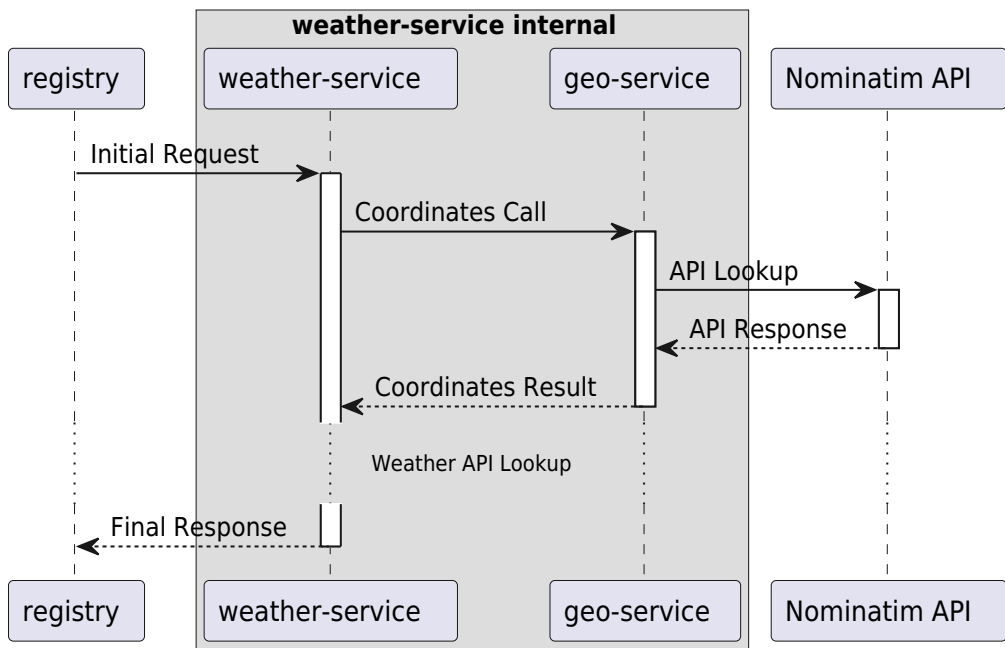 weather-service internal
registry
weather-service
geo-service
Nominatim API
Initial Request
Coordinates Call
API Lookup
API Response
Coordinates Result
Weather API Lookup
Final Response
registry
weather-service
geo-service
Nominatim API